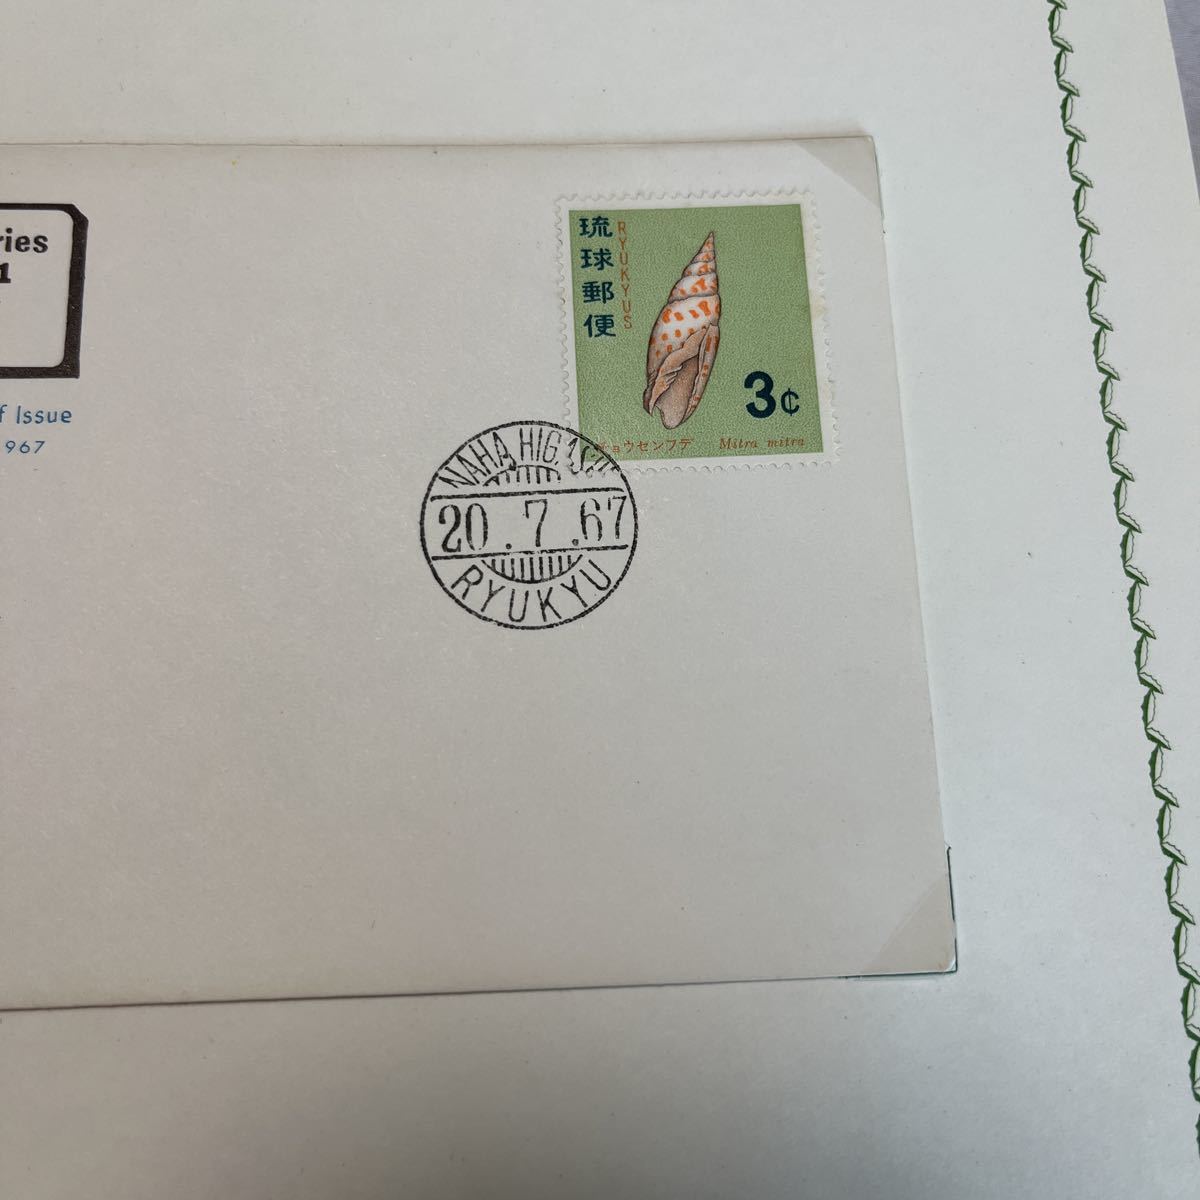 ries
1
f Issue
967
琉球郵便
RYUKYUS
3¢
チョウセンフデ Mitra mitra
NAHA, HIG.
20.7.67
RYUKYU